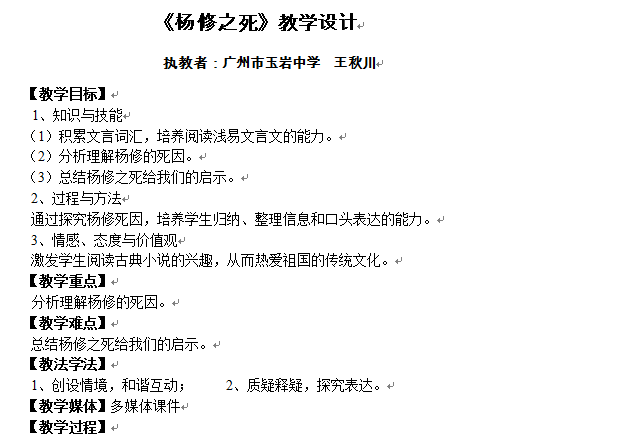 《杨修之死》教学设计
执教者：广州市玉岩中学 王秋川
【教学目标】
1、知识与技能
（1）积累文言词汇，培养阅读浅易文言文的能力。
（2）分析理解杨修的死因。
（3）总结杨修之死给我们的启示。
2、过程与方法
通过探究杨修死因，培养学生归纳、整理信息和口头表达的能力。
3、情感、态度与价值观
激发学生阅读古典小说的兴趣，从而热爱祖国的传统文化。
【教学重点】
分析理解杨修的死因。
【教学难点】
总结杨修之死给我们的启示。
【教法学法】
1、创设情境，和谐互动； 2、质疑释疑，探究表达。
【教学媒体】多媒体课件
【教学过程】